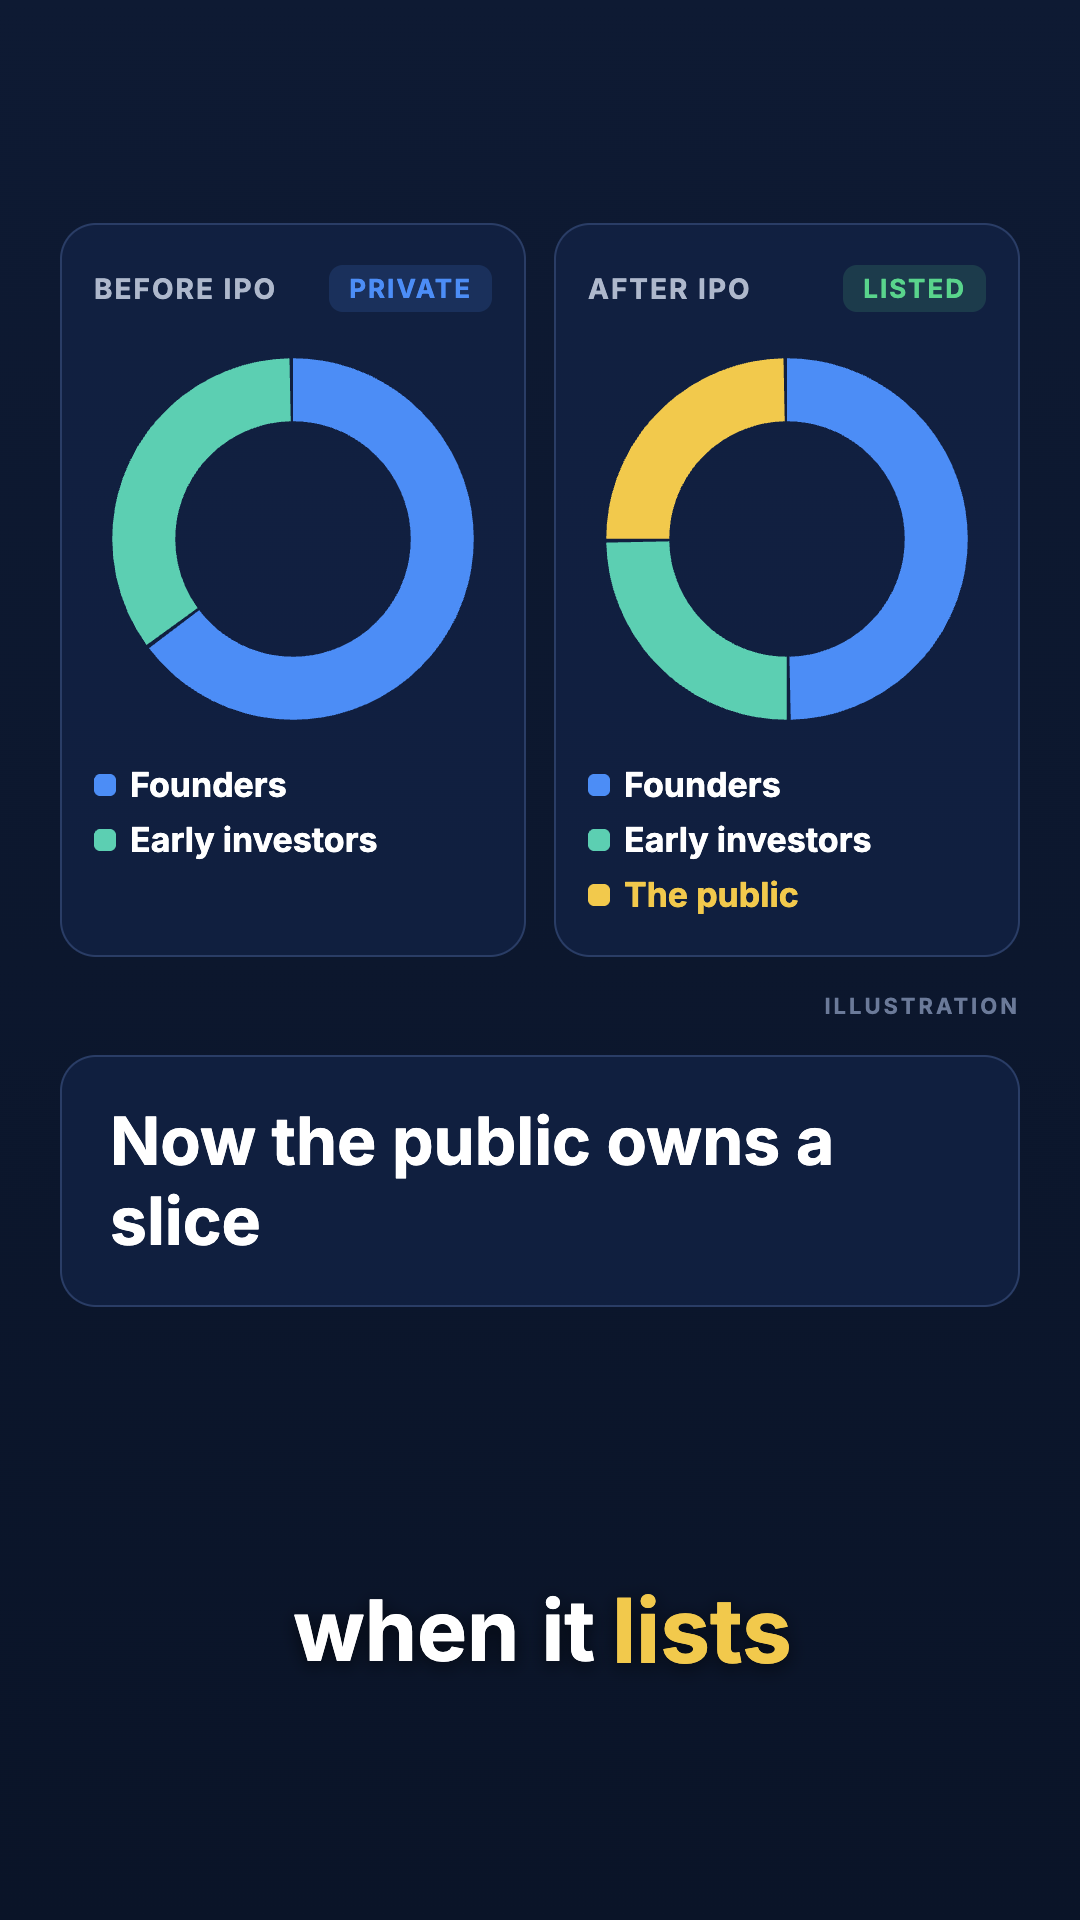 BEFORE IPO
PRIVATE
Founders
Early investors
AFTER IPO
LISTED
Founders
Early investors
The public
ILLUSTRATION
Now the public owns a
slice
when it lists